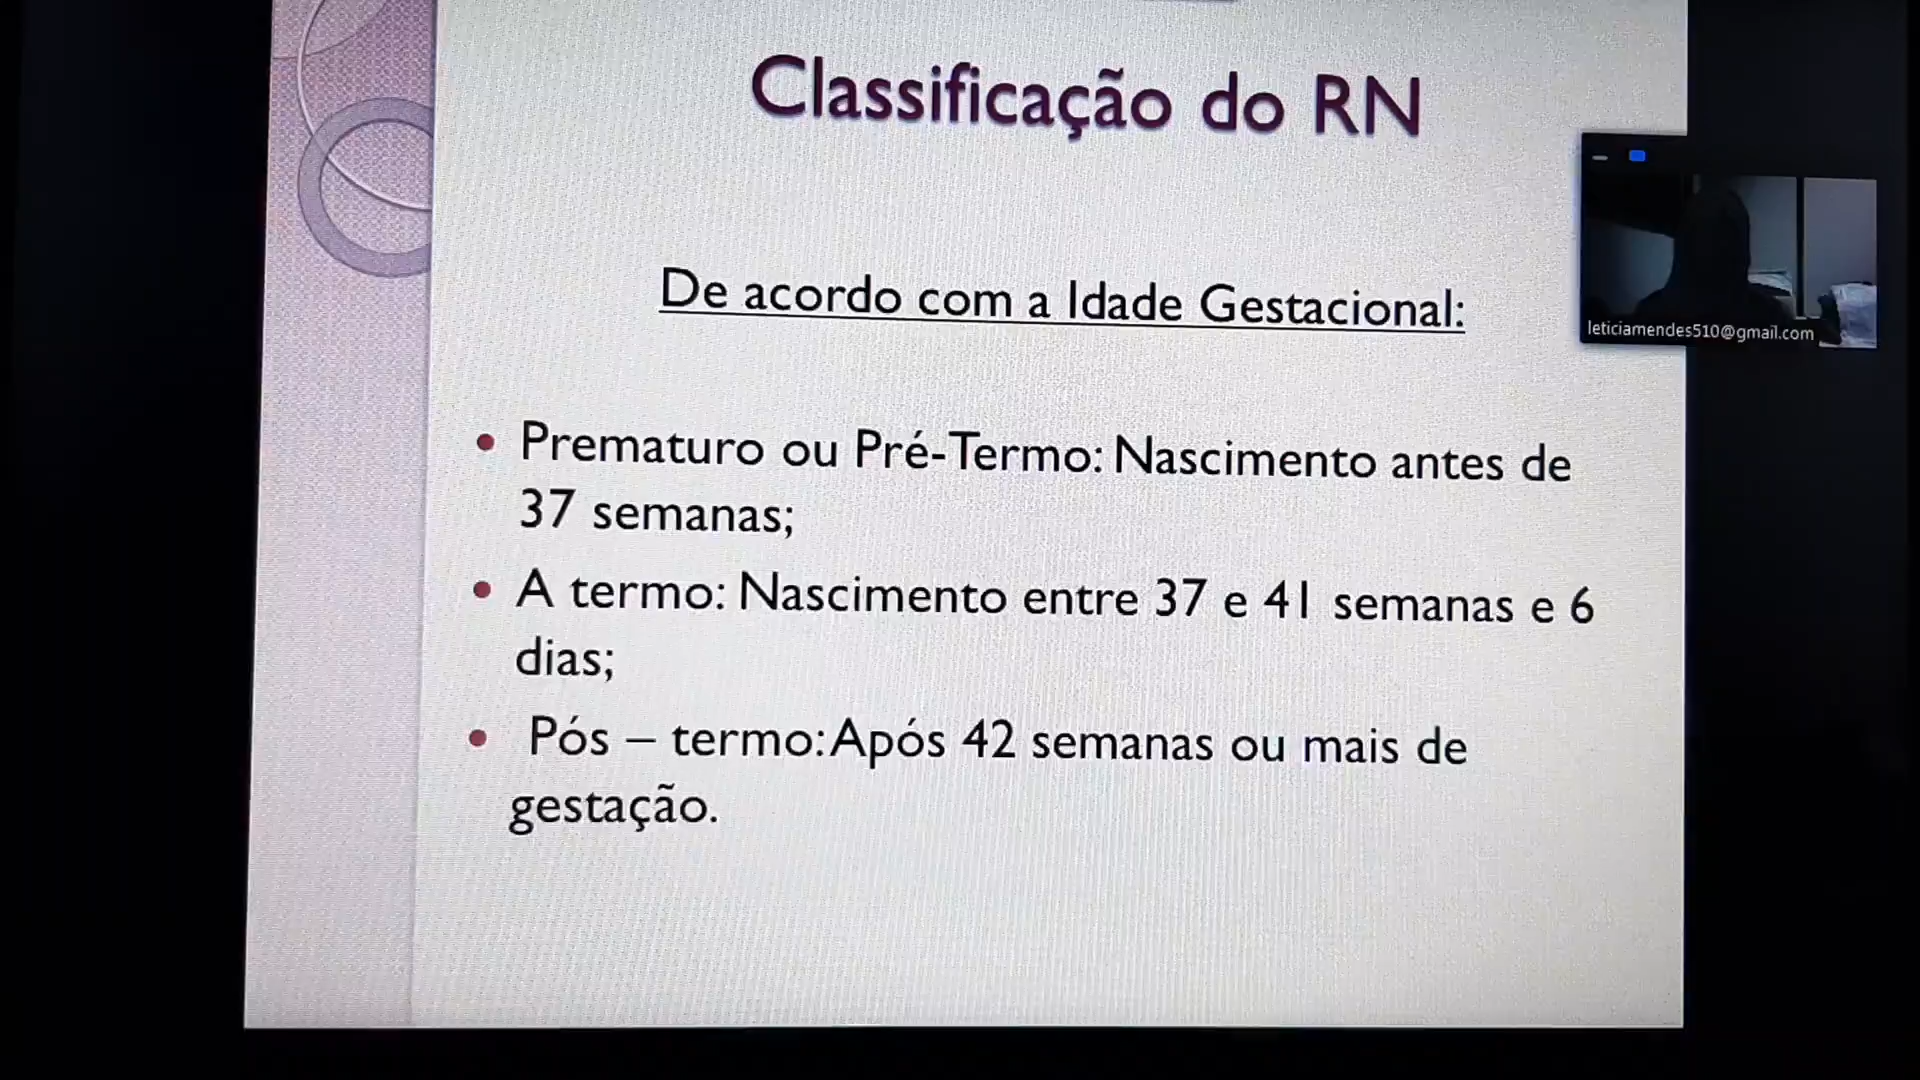 Classificação do RN
De acordo com a Idade Gestacional:
leticiamendes510@gmail.com
• Prematuro ou Pré-Termo: Nascimento antes de
37 semanas;
• A termo: Nascimento entre 37 e 41 semanas e 6
dias;
• Pós – termo: Após 42 semanas ou mais de
gestação.